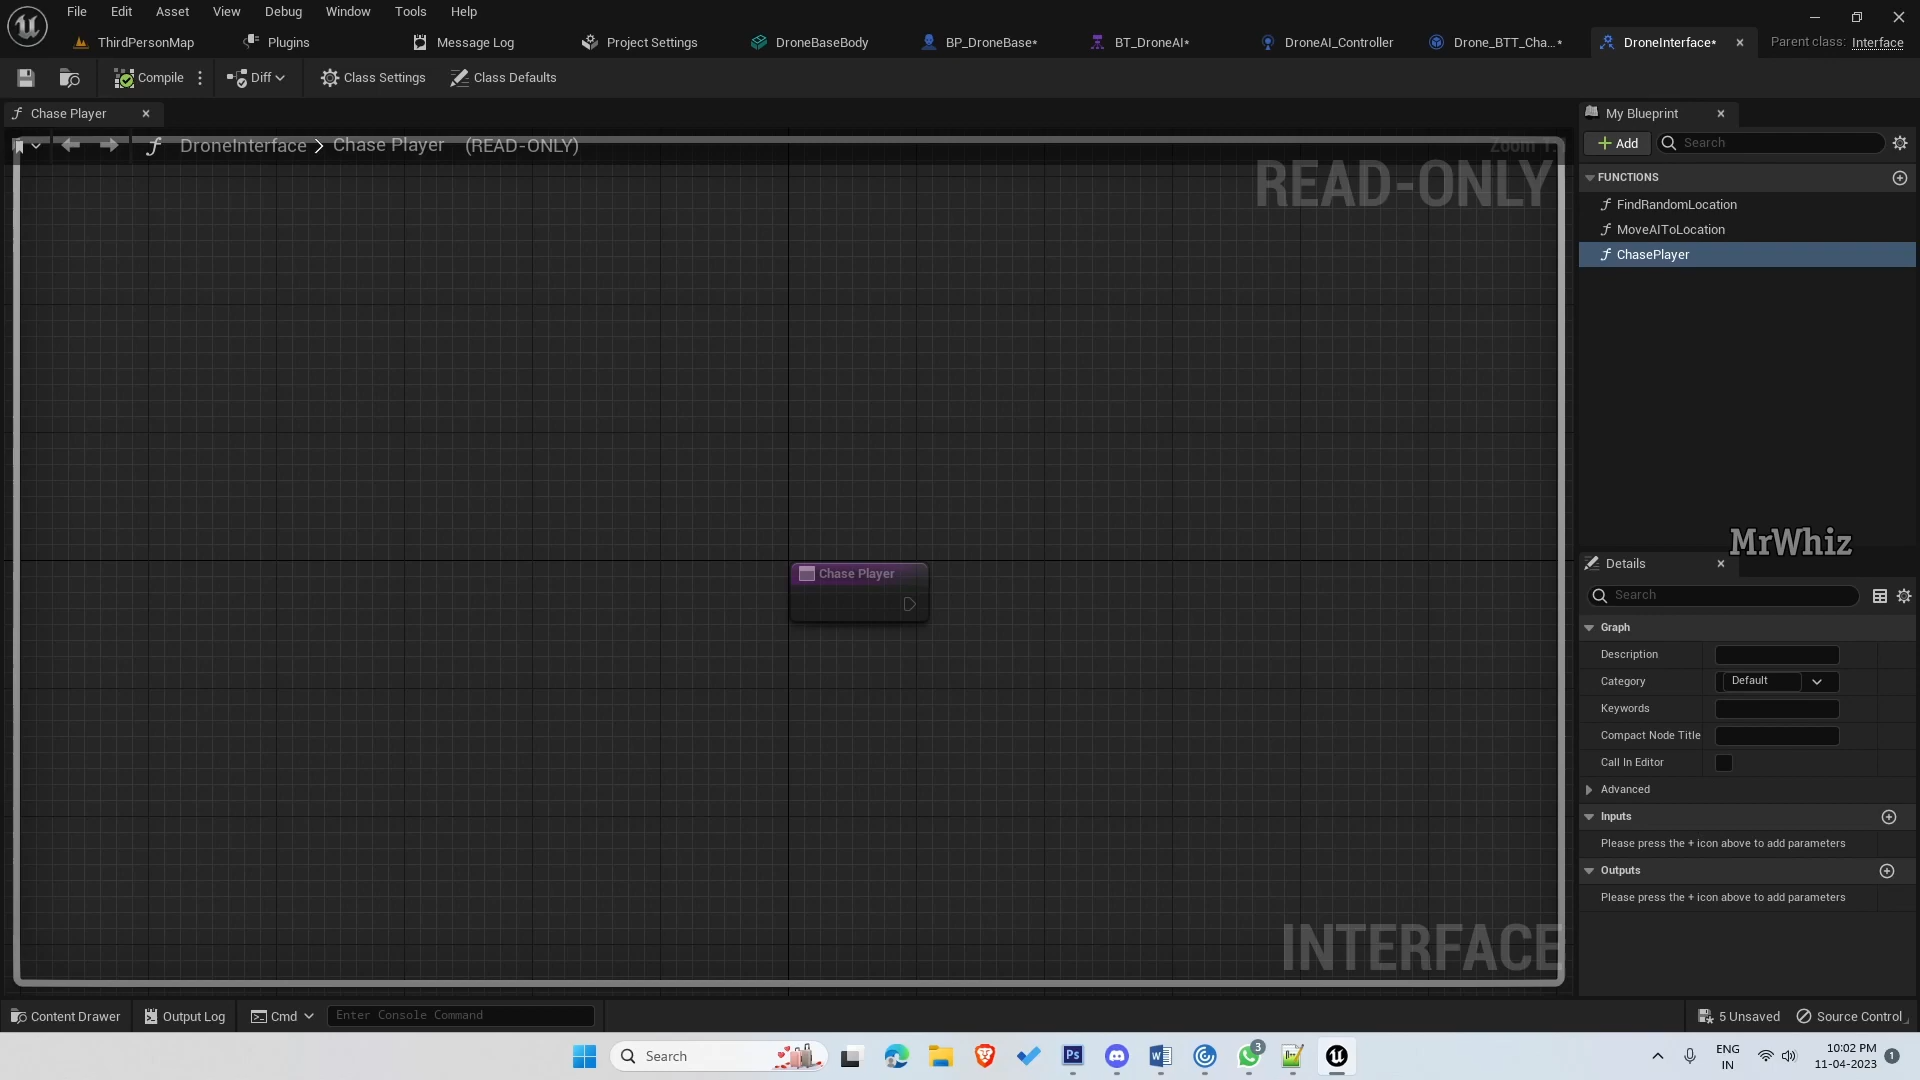 File Edit Asset View Debug Window Tools Help
ThirdPersonMap Plugins Message Log Project Settings DroneBaseBody BP_DroneBase* BT_DroneAI* DroneAI_Controller Drone_BTT_Cha...* DroneInterface* Parent class: Interface
Compile Diff Class Settings Class Defaults
Chase Player
DroneInterface > Chase Player (READ-ONLY)
READ-ONLY
Chase Player
INTERFACE
My Blueprint
Add Search
FUNCTIONS
FindRandomLocation
MoveAIToLocation
ChasePlayer
MrWhiz
Details
Search
Graph
Description
Category Default
Keywords
Compact Node Title
Call In Editor
Advanced
Inputs
Please press the + icon above to add parameters
Outputs
Please press the + icon above to add parameters
Content Drawer Output Log Cmd Enter Console Command 5 Unsaved Source Control
Search Ps 3 ENG 10:02 PM 1
IN 11-04-2023